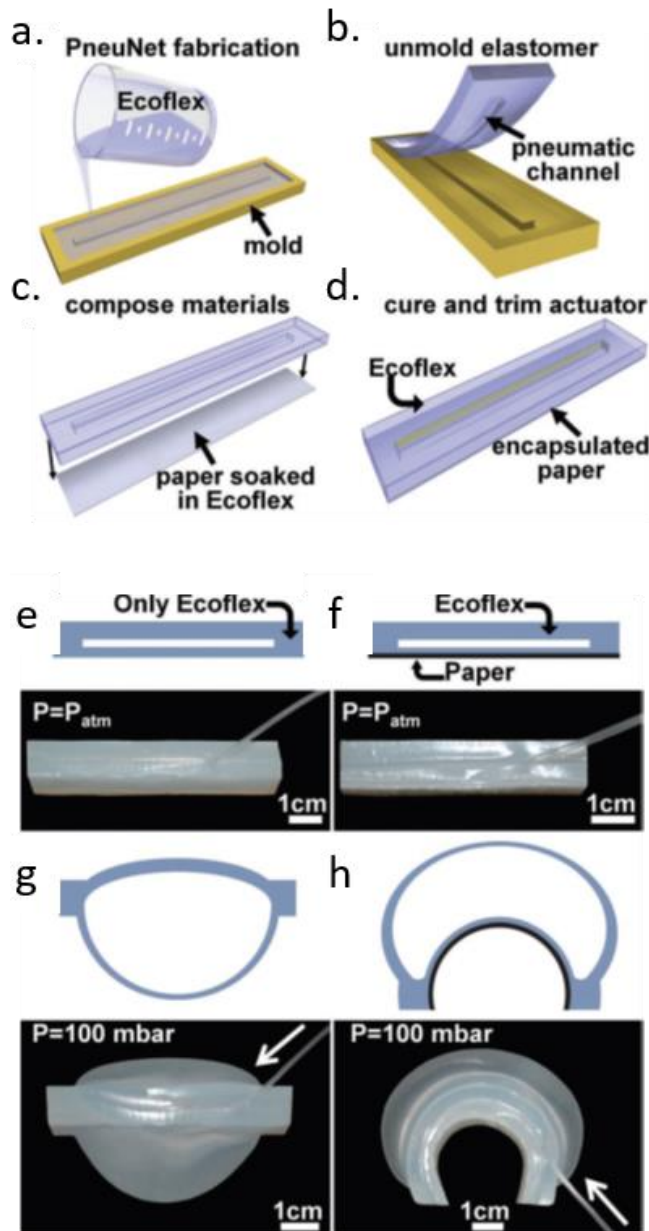 a.
PneuNet fabrication
Ecoflex
mold
b.
unmold elastomer
pneumatic
channel
c.
compose materials
paper soaked
in Ecoflex
d.
cure and trim actuator
Ecoflex
encapsulated
paper
e
Only Ecoflex
P=Patm
1cm
f
Ecoflex
Paper
P=Patm
1cm
g
P=100 mbar
1cm
h
P=100 mbar
1cm